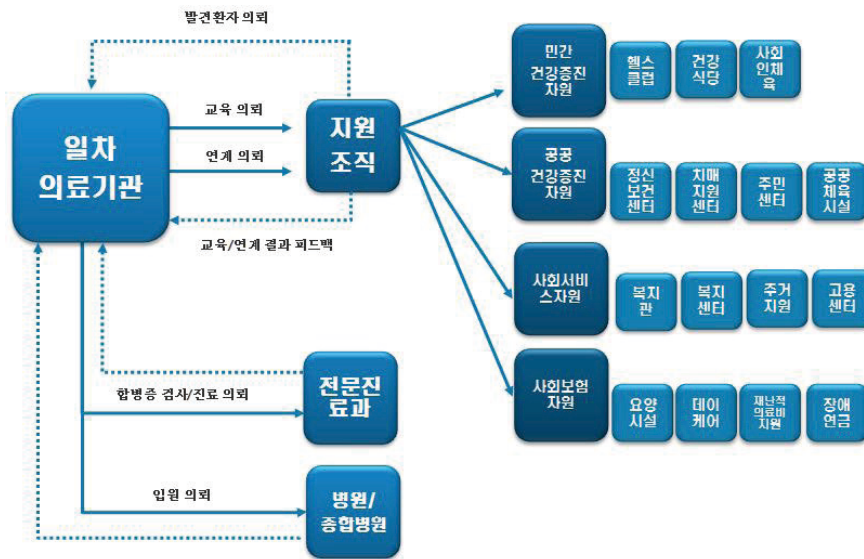 발견환자 의뢰
일차
의료기관
교육 의뢰
연계 의뢰
지원
조직
교육/연계 결과 피드백
합병증 검사/진료 의뢰
전문진
료과
입원 의뢰
병원/
종합병원
민간
건강증진
자원
헬스
클럽
건강
식당
사회
인체
육
공공
건강증진
자원
정신
보건
센터
치매
지원
센터
주민
센터
공공
체육
시설
사회서비
스자원
복지
관
복지
센터
주거
지원
고용
센터
사회보험
자원
요양
시설
데이
케어
재난적
의료비
지원
장애
연금